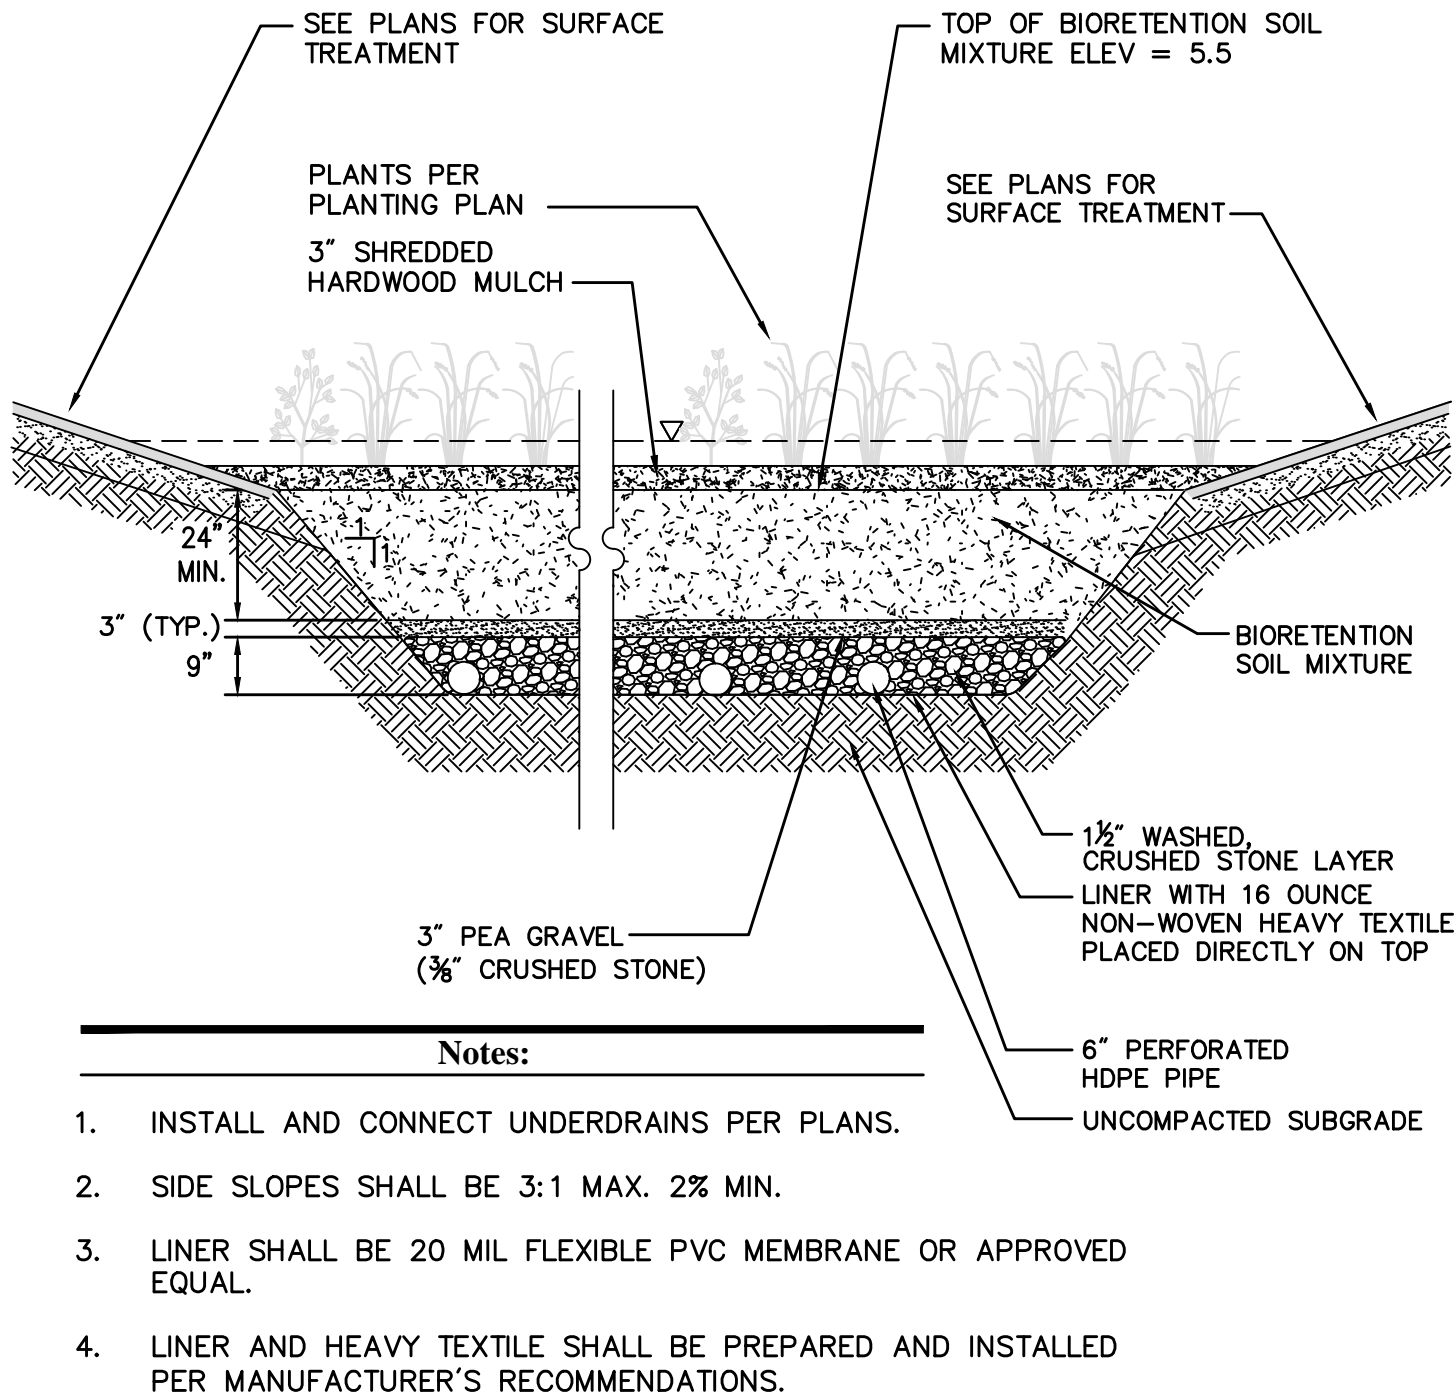 SEE PLANS FOR SURFACE
TREATMENT
TOP OF BIORETENTION SOIL
MIXTURE ELEV = 5.5
PLANTS PER
PLANTING PLAN
SEE PLANS FOR
SURFACE TREATMENT
3" SHREDDED
HARDWOOD MULCH
24"
MIN.
1
1
3" (TYP.)
9"
BIORETENTION
SOIL MIXTURE
1½" WASHED,
CRUSHED STONE LAYER
LINER WITH 16 OUNCE
NON-WOVEN HEAVY TEXTILE
PLACED DIRECTLY ON TOP
3" PEA GRAVEL
(⅜" CRUSHED STONE)
6" PERFORATED
HDPE PIPE
UNCOMPACTED SUBGRADE
Notes:
1. INSTALL AND CONNECT UNDERDRAINS PER PLANS.
2. SIDE SLOPES SHALL BE 3:1 MAX. 2% MIN.
3. LINER SHALL BE 20 MIL FLEXIBLE PVC MEMBRANE OR APPROVED
EQUAL.
4. LINER AND HEAVY TEXTILE SHALL BE PREPARED AND INSTALLED
PER MANUFACTURER'S RECOMMENDATIONS.